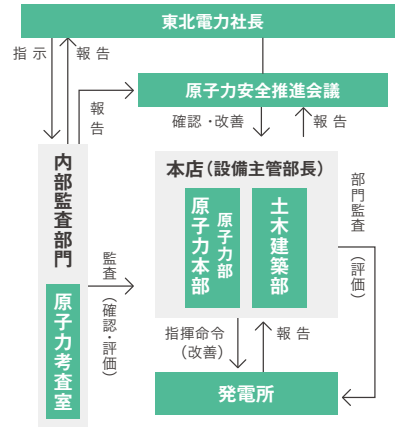 東北電力社長
指示
報告
原子力安全推進会議
報告
確認・改善
報告
内部監査部門
原子力考査室
本店（設備主管部長）
原子力本部
原子力部
土木建築部
監査
（確認・評価）
部門監査
（評価）
指揮命令
（改善）
報告
発電所